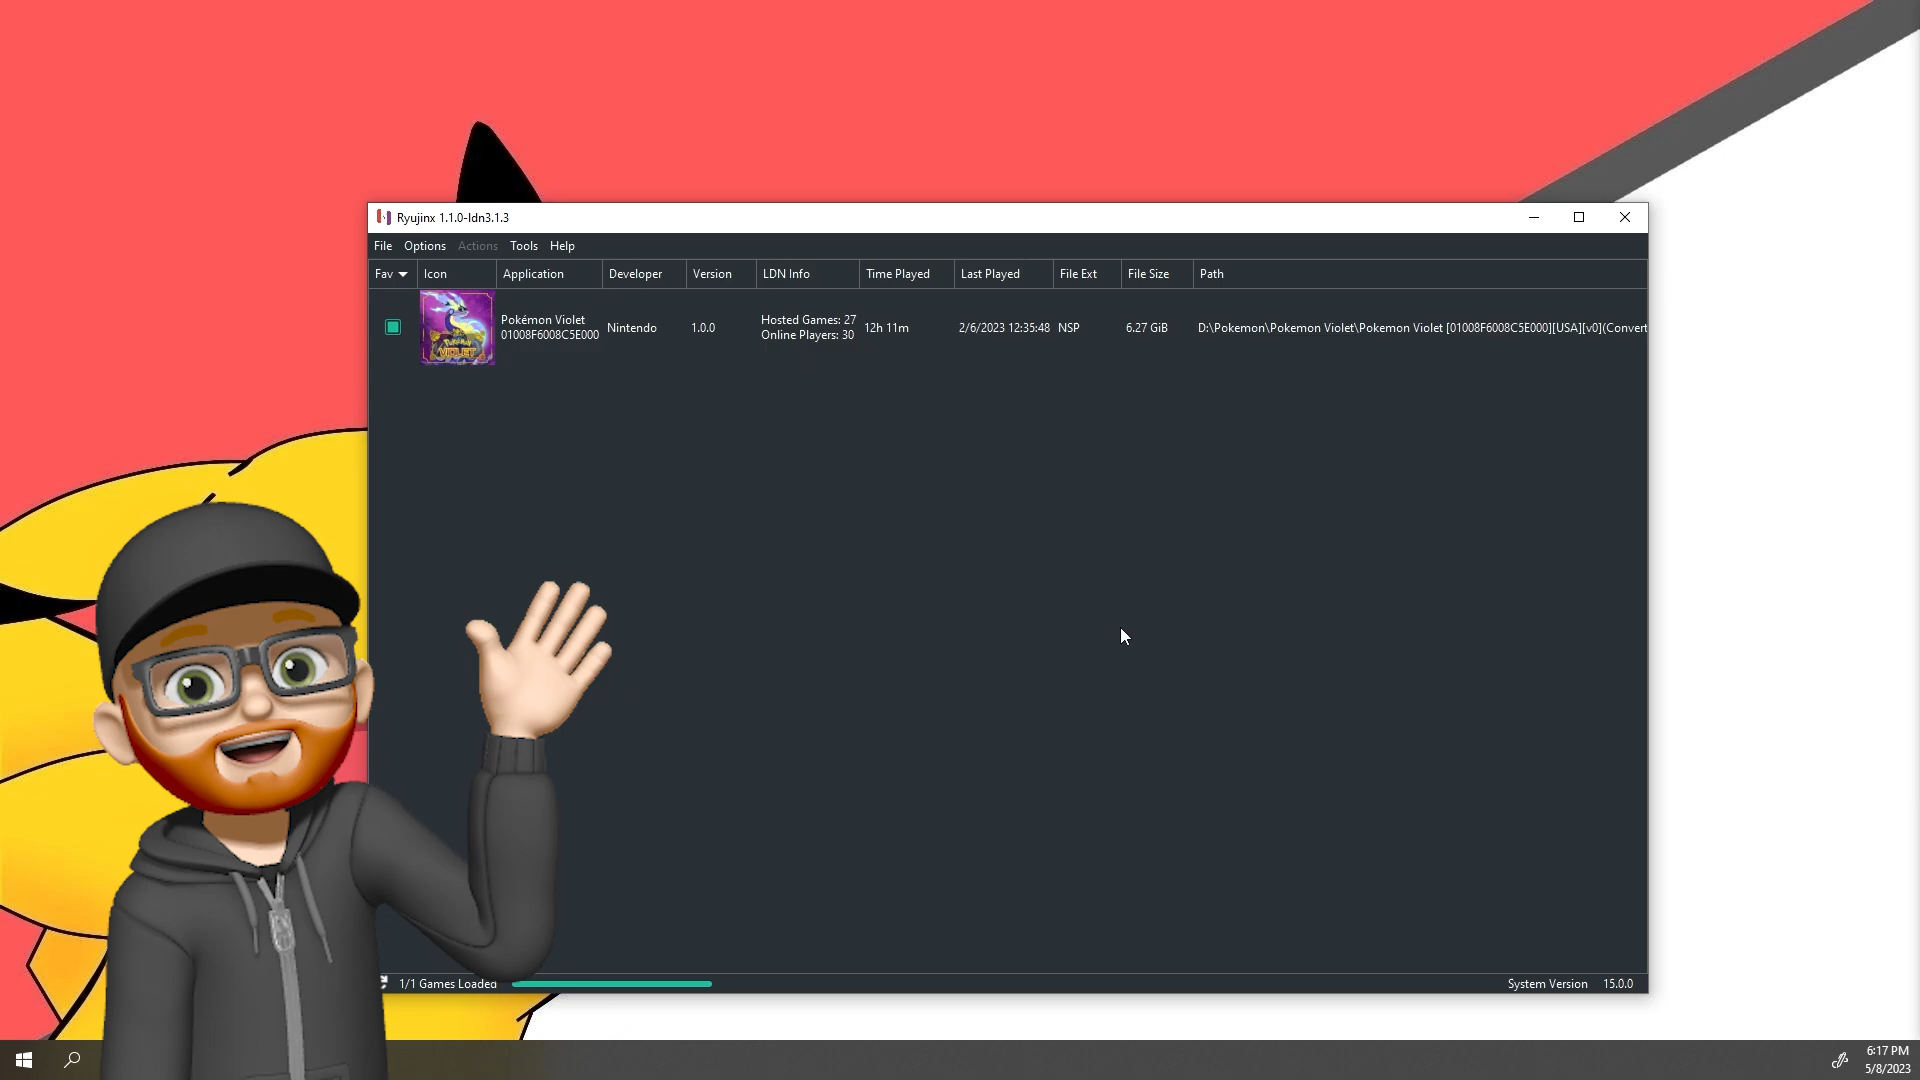 Ryujinx 1.1.0-ldn3.1.3
File Options Actions Tools Help
Fav Icon Application Developer Version LDN Info Time Played Last Played File Ext File Size Path
Pokémon Violet
01008F6008C5E000
Nintendo
1.0.0
Hosted Games: 27
Online Players: 30
12h 11m
2/6/2023 12:35:48
NSP
6.27 GiB
D:\Pokemon\Pokemon Violet\Pokemon Violet [01008F6008C5E000][USA][v0](Convert
POKÉMON
VIOLET
1/1 Games Loaded
System Version 15.0.0
6:17 PM
5/8/2023